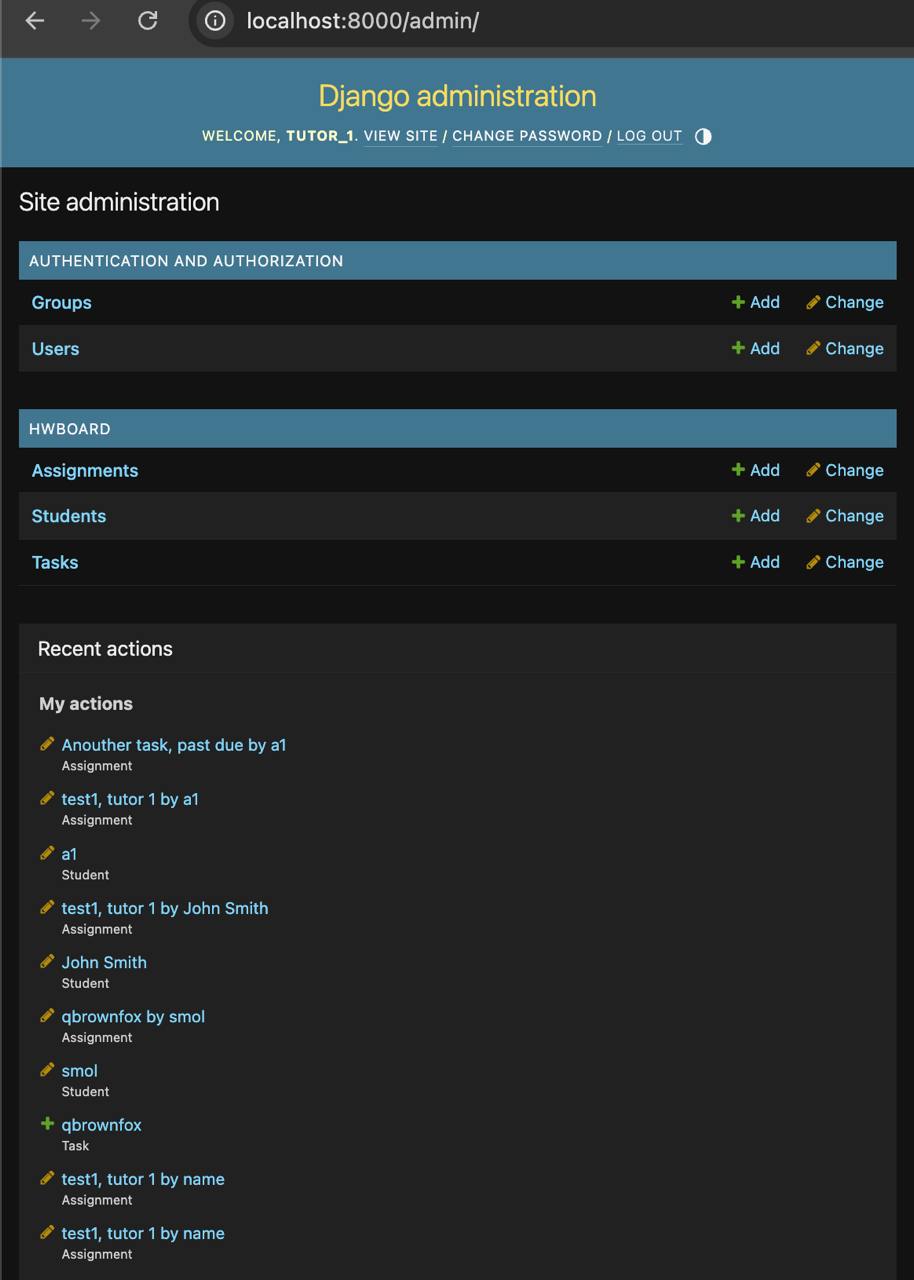 localhost:8000/admin/
Django administration
WELCOME, TUTOR_1. VIEW SITE / CHANGE PASSWORD / LOG OUT
Site administration
AUTHENTICATION AND AUTHORIZATION
Groups Add Change
Users Add Change
HWBOARD
Assignments Add Change
Students Add Change
Tasks Add Change
Recent actions
My actions
Anouther task, past due by a1
Assignment
test1, tutor 1 by a1
Assignment
a1
Student
test1, tutor 1 by John Smith
Assignment
John Smith
Student
qbrownfox by smol
Assignment
smol
Student
qbrownfox
Task
test1, tutor 1 by name
Assignment
test1, tutor 1 by name
Assignment